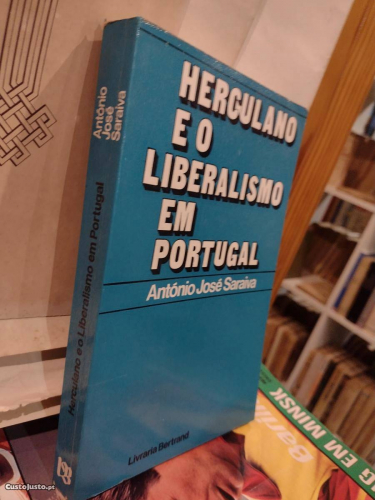 HERCULANO
E O
LIBERALISMO
EM
PORTUGAL
António José Saraiva
Livraria Bertrand
António
José
Saraiva
Herculano e o Liberalismo em Portugal
EM MINSK
CustoJusto.pt